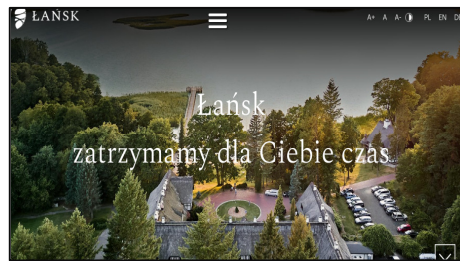 ŁAŃSK
A+ A A- PL EN DE
Łańsk
zatrzymamy dla Ciebie czas